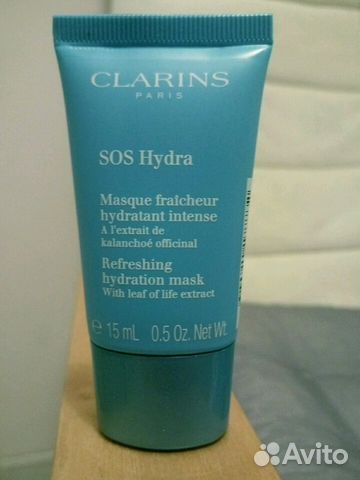 CLARINS
PARIS
SOS Hydra
Masque fraîcheur
hydratant intense
A l'extrait de
kalanchoé officinal
Refreshing
hydration mask
With leaf of life extract
℮ 15 mL 0.5 Oz. Net Wt.
Avito